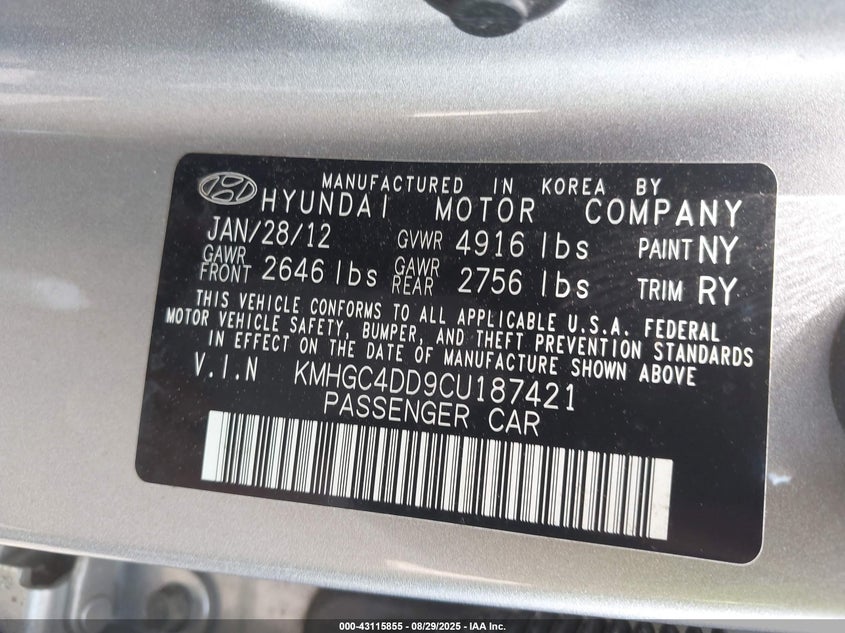 MANUFACTURED IN KOREA BY
HYUNDAI MOTOR COMPANY
JAN/28/12 GVWR 4916 lbs PAINT NY
GAWR FRONT 2646 lbs GAWR REAR 2756 lbs TRIM RY
THIS VEHICLE CONFORMS TO ALL APPLICABLE U.S.A. FEDERAL
MOTOR VEHICLE SAFETY, BUMPER, AND THEFT PREVENTION STANDARDS
IN EFFECT ON THE DATE OF MANUFACTURE SHOWN ABOVE
V.I.N KMHGC4DD9CU187421
PASSENGER CAR
000-43115855 - 08/29/2025 - IAA Inc.